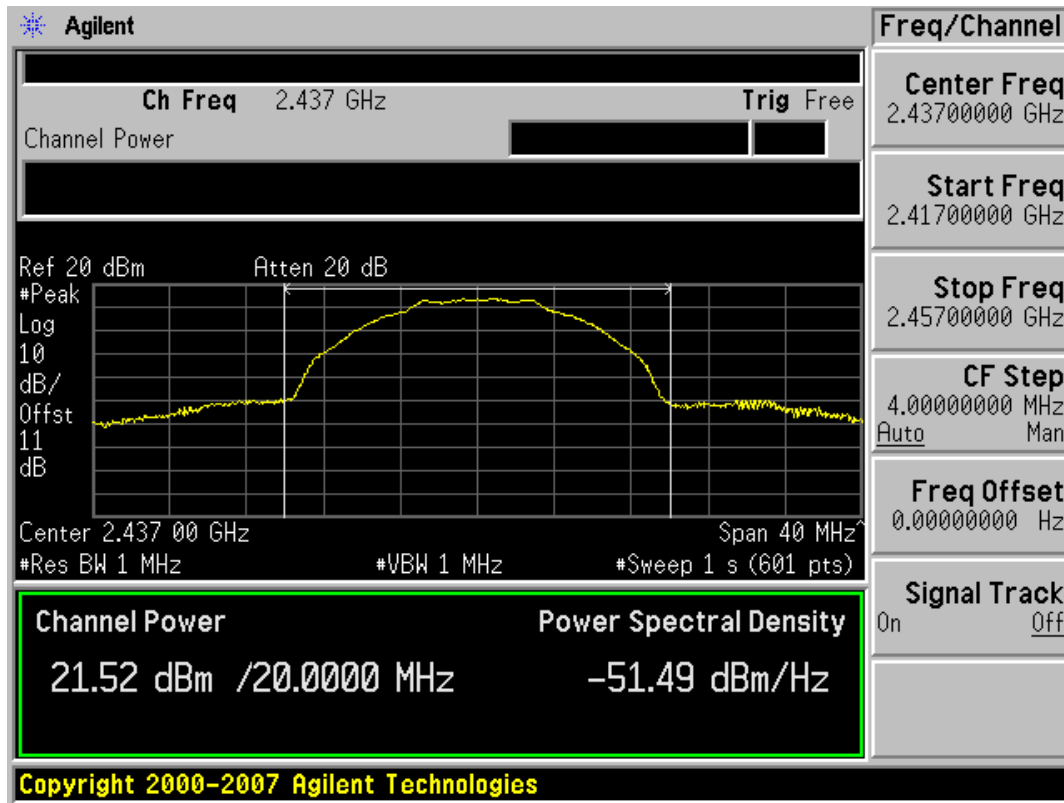 Agilent
Freq/Channel
Ch Freq 2.437 GHz
Trig Free
Channel Power
Ref 20 dBm
Atten 20 dB
#Peak
Log
10
dB/
Offst
11
dB
Center 2.437 00 GHz
Span 40 MHz^
#Res BW 1 MHz
#VBW 1 MHz
#Sweep 1 s (601 pts)
Channel Power
Power Spectral Density
21.52 dBm /20.0000 MHz
-51.49 dBm/Hz
Center Freq
2.43700000 GHz
Start Freq
2.41700000 GHz
Stop Freq
2.45700000 GHz
CF Step
4.00000000 MHz
Auto Man
Freq Offset
0.00000000 Hz
Signal Track
On Off
Copyright 2000-2007 Agilent Technologies